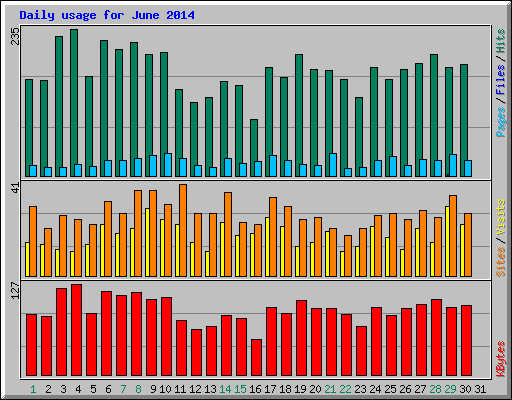 Daily usage for June 2014
235
Pages / Files / Hits
41
Sites / Visits
127
KBytes
1 2 3 4 5 6 7 8 9 10 11 12 13 14 15 16 17 18 19 20 21 22 23 24 25 26 27 28 29 30 31